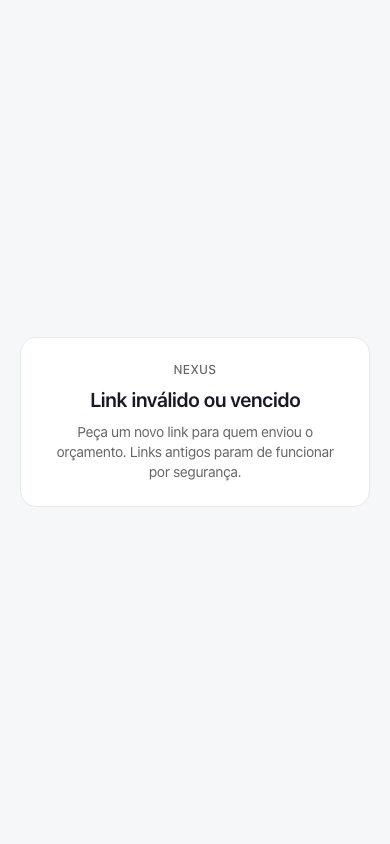 NEXUS
Link inválido ou vencido
Peça um novo link para quem enviou o
orçamento. Links antigos param de funcionar
por segurança.